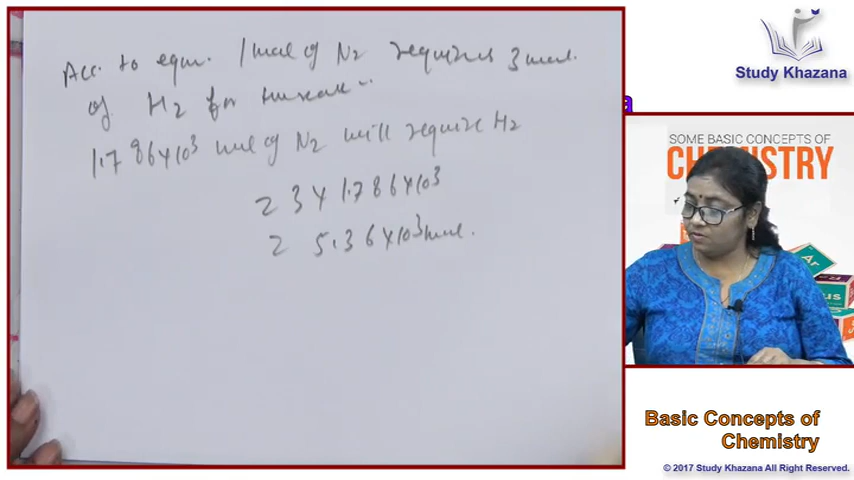 Acc. to eqn. 1 mol of N2 requires 3 mol.
of H2 for
1.786×10³ mol of N2 will require H2
= 3 × 1.786×10³
= 5.36×10³ mol.
Study Khazana
a
SOME BASIC CONCEPTS OF
CHEMISTRY
Ar
Basic Concepts of
Chemistry
© 2017 Study Khazana All Right Reserved.